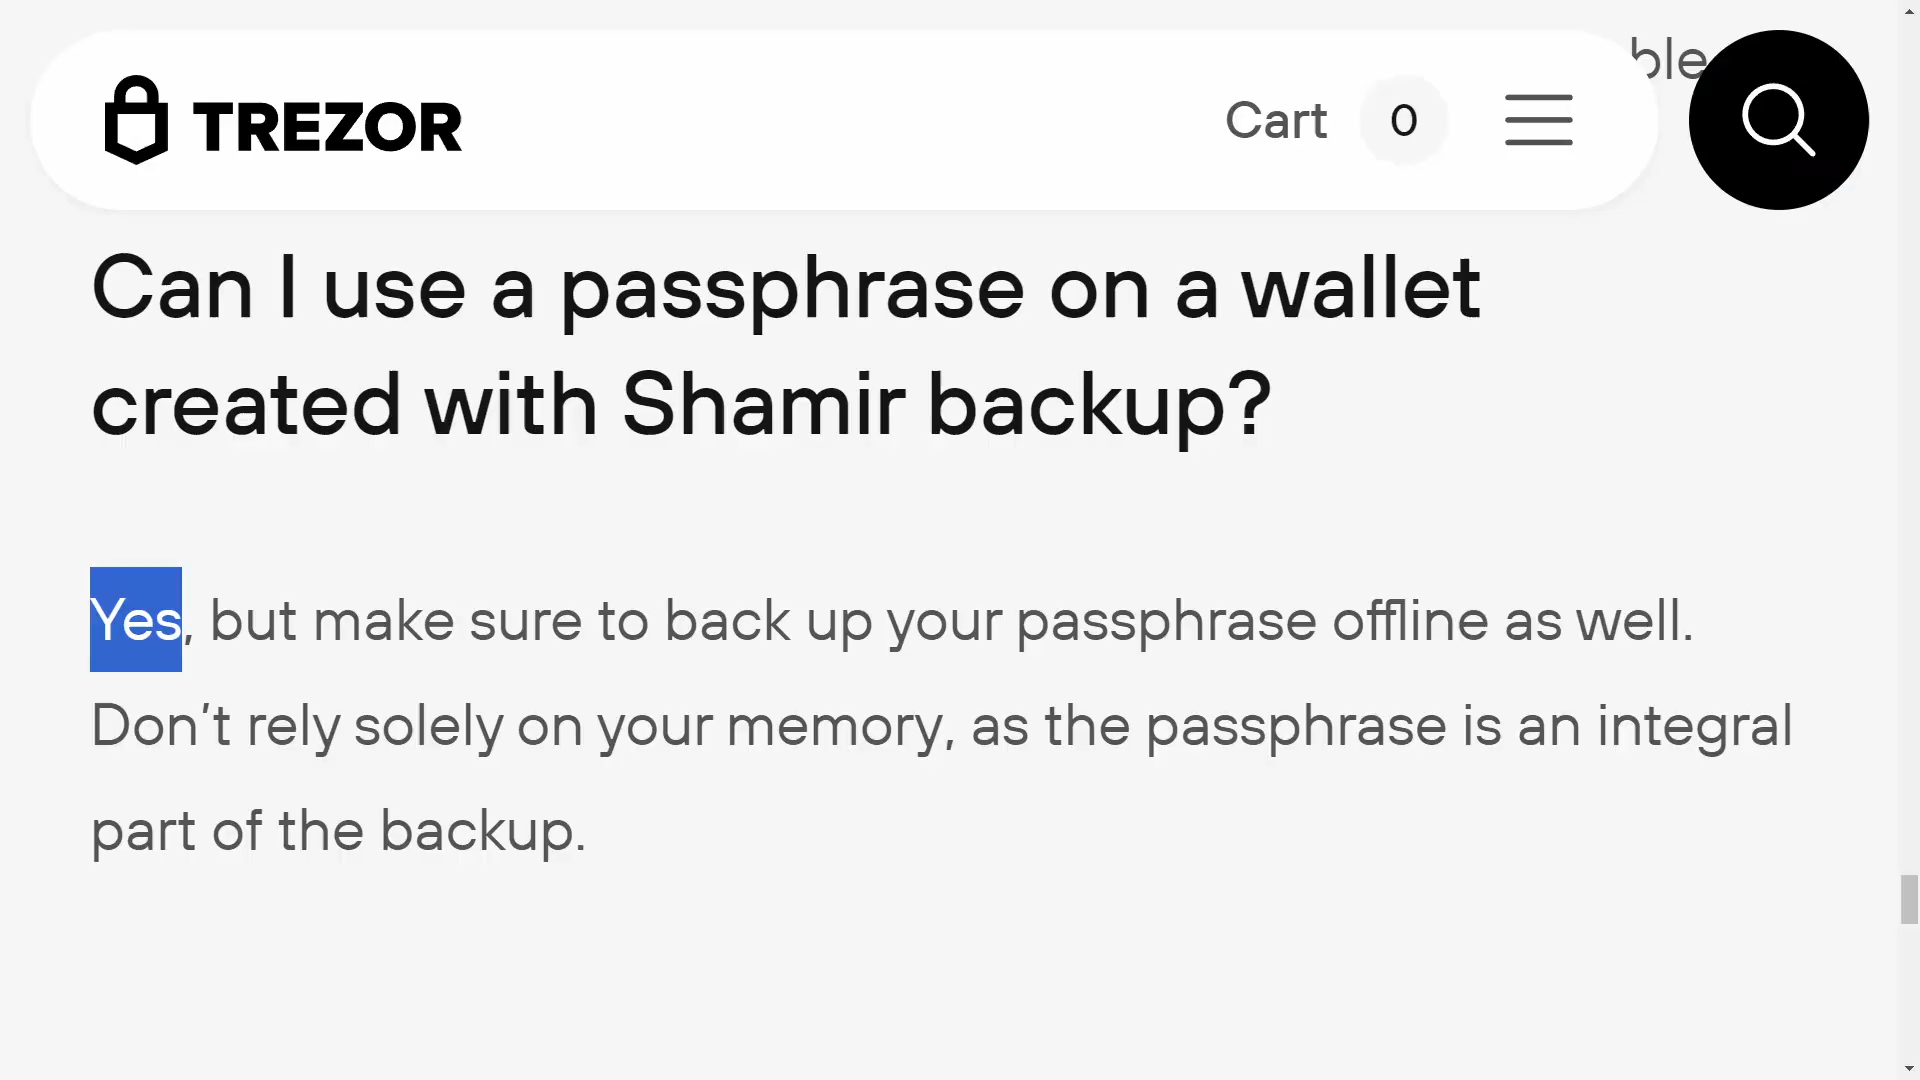 ble
TREZOR
Cart 0
Can I use a passphrase on a wallet
created with Shamir backup?
Yes, but make sure to back up your passphrase offline as well.
Don’t rely solely on your memory, as the passphrase is an integral
part of the backup.